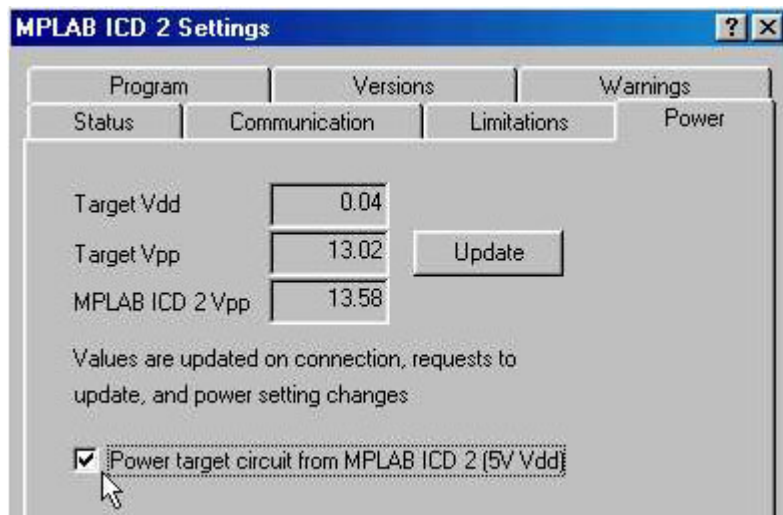 MPLAB ICD 2 Settings
Program Versions Warnings
Status Communication Limitations Power
Target Vdd 0.04
Target Vpp 13.02 Update
MPLAB ICD 2 Vpp 13.58
Values are updated on connection, requests to
update, and power setting changes
Power target circuit from MPLAB ICD 2 (5V Vdd)